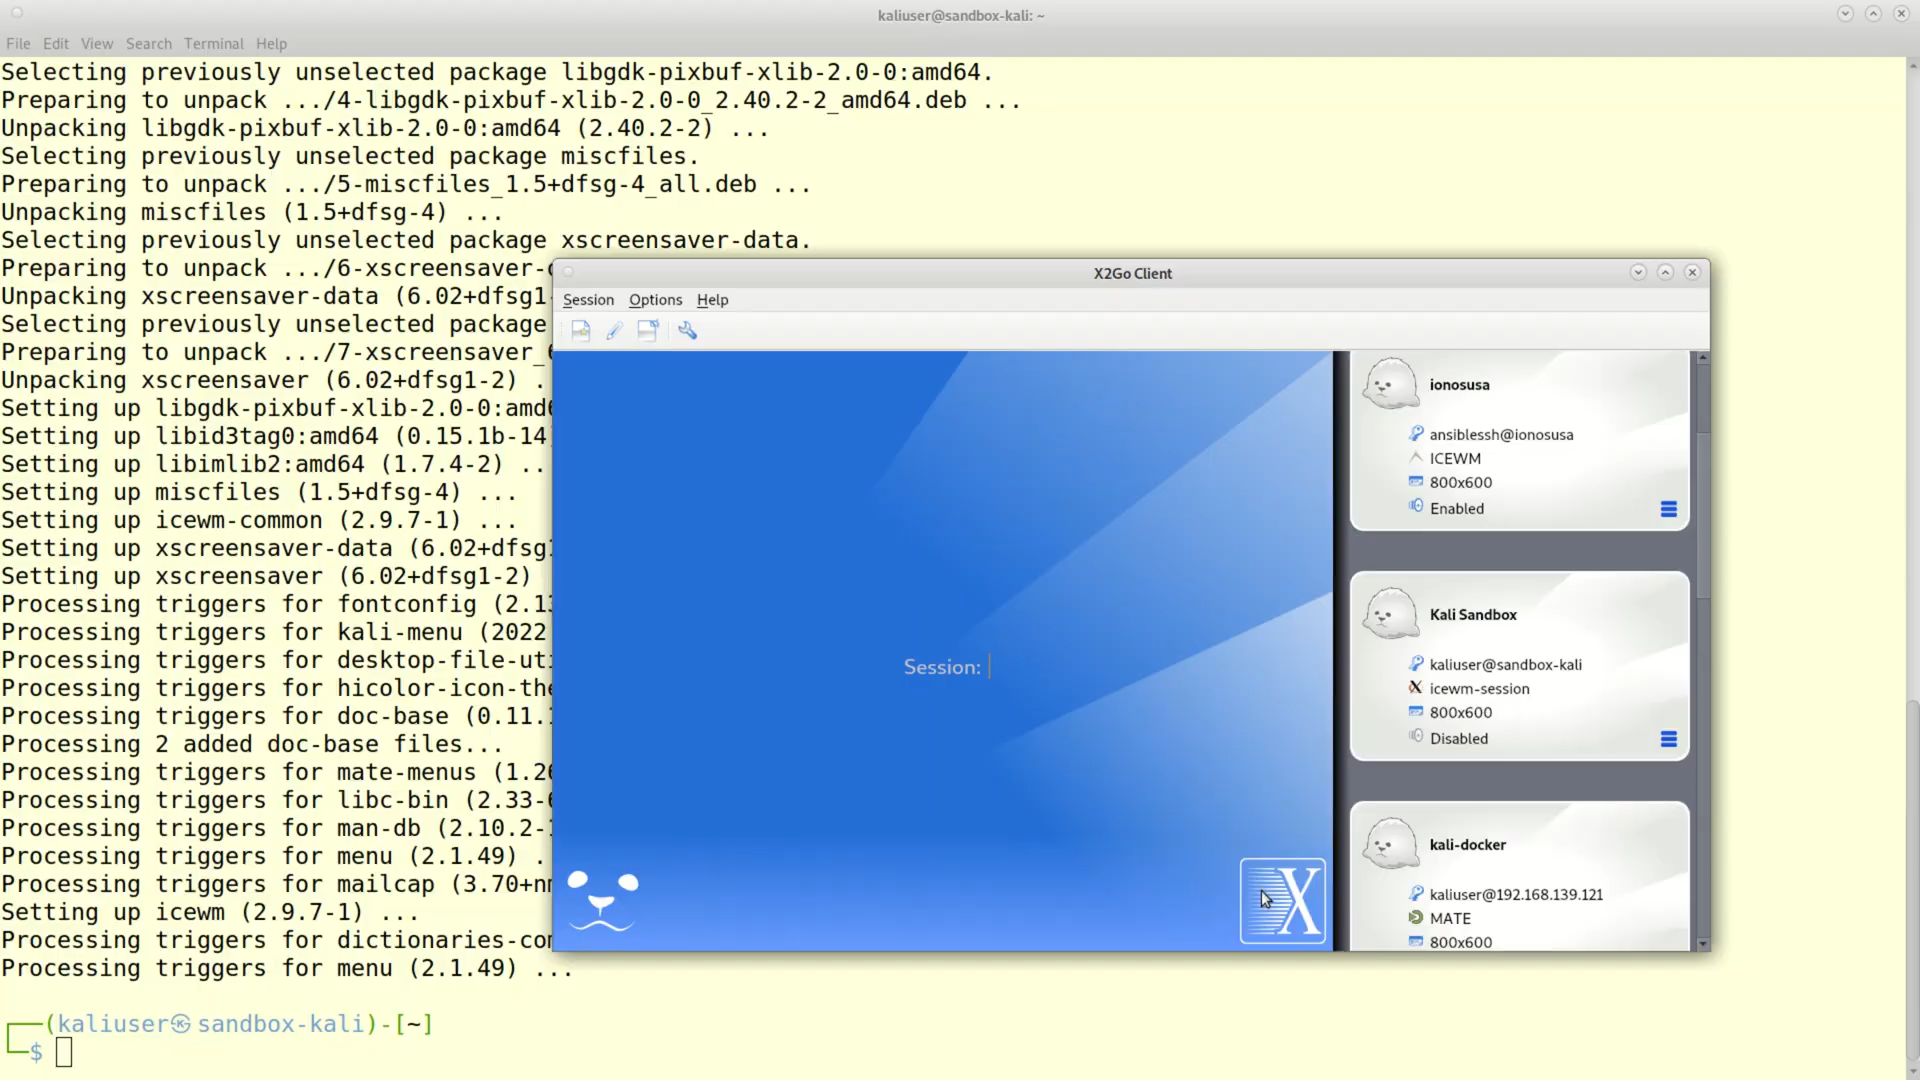 kaliuser@sandbox-kali: ~
File Edit View Search Terminal Help
Selecting previously unselected package libgdk-pixbuf-xlib-2.0-0:amd64.
Preparing to unpack .../4-libgdk-pixbuf-xlib-2.0-0_2.40.2-2_amd64.deb ...
Unpacking libgdk-pixbuf-xlib-2.0-0:amd64 (2.40.2-2) ...
Selecting previously unselected package miscfiles.
Preparing to unpack .../5-miscfiles_1.5+dfsg-4_all.deb ...
Unpacking miscfiles (1.5+dfsg-4) ...
Selecting previously unselected package xscreensaver-data.
Preparing to unpack .../6-xscreensaver-
Unpacking xscreensaver-data (6.02+dfsg1-
Selecting previously unselected package
Preparing to unpack .../7-xscreensaver_
Unpacking xscreensaver (6.02+dfsg1-2) .
Setting up libgdk-pixbuf-xlib-2.0-0:amd
Setting up libid3tag0:amd64 (0.15.1b-14
Setting up libimlib2:amd64 (1.7.4-2) ..
Setting up miscfiles (1.5+dfsg-4) ...
Setting up icewm-common (2.9.7-1) ...
Setting up xscreensaver-data (6.02+dfsg
Setting up xscreensaver (6.02+dfsg1-2)
Processing triggers for fontconfig (2.13
Processing triggers for kali-menu (2022
Processing triggers for desktop-file-uti
Processing triggers for hicolor-icon-the
Processing triggers for doc-base (0.11.
Processing 2 added doc-base files...
Processing triggers for mate-menus (1.26
Processing triggers for libc-bin (2.33-6
Processing triggers for man-db (2.10.2-
Processing triggers for menu (2.1.49) .
Processing triggers for mailcap (3.70+nm
Setting up icewm (2.9.7-1) ...
Processing triggers for dictionaries-com
Processing triggers for menu (2.1.49) ...
(kaliuser㉿sandbox-kali)-[~]
$
X2Go Client
Session Options Help
Session:
X
ionosusa
ansiblessh@ionosusa
ICEWM
800x600
Enabled
Kali Sandbox
kaliuser@sandbox-kali
icewm-session
800x600
Disabled
kali-docker
kaliuser@192.168.139.121
MATE
800x600